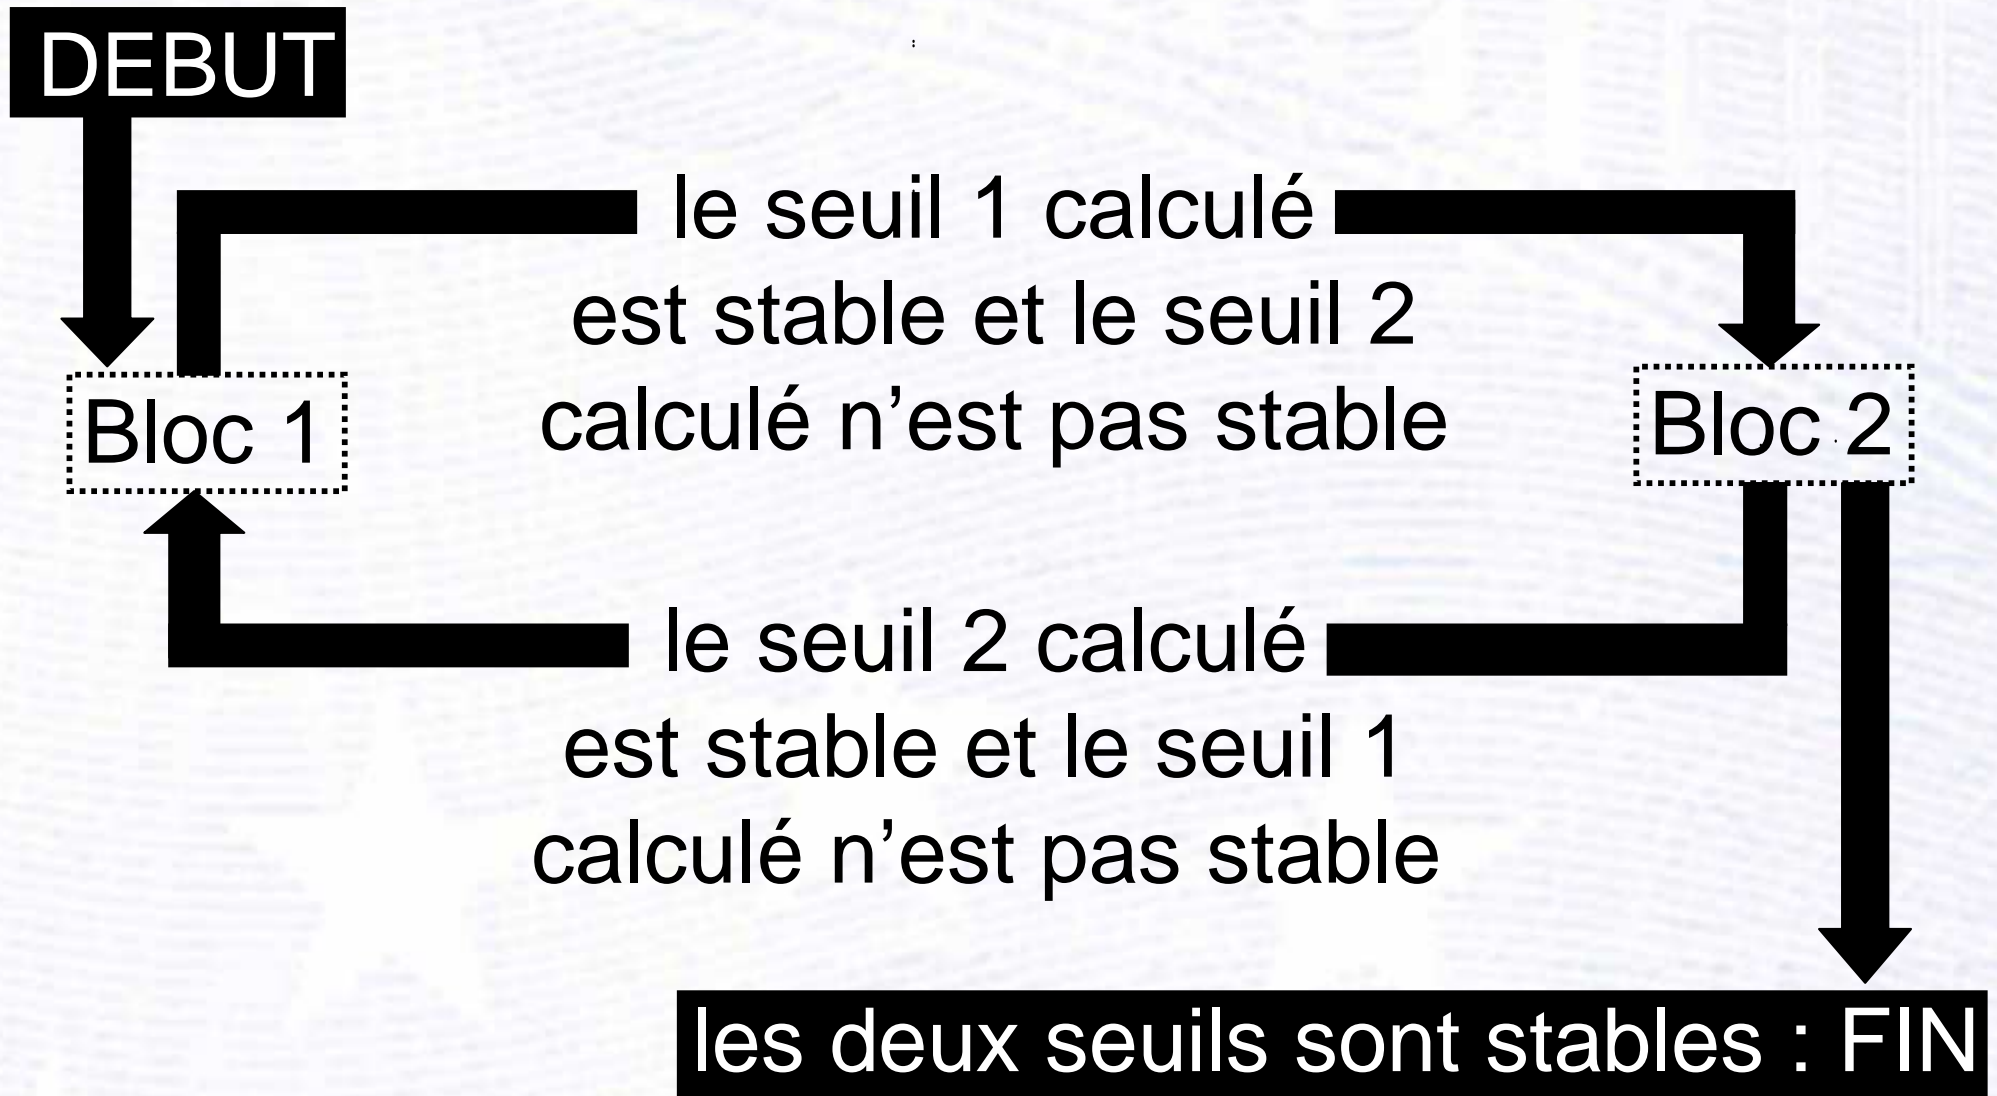 DEBUT
le seuil 1 calculé
est stable et le seuil 2
calculé n’est pas stable
Bloc 1
Bloc 2
le seuil 2 calculé
est stable et le seuil 1
calculé n’est pas stable
les deux seuils sont stables : FIN